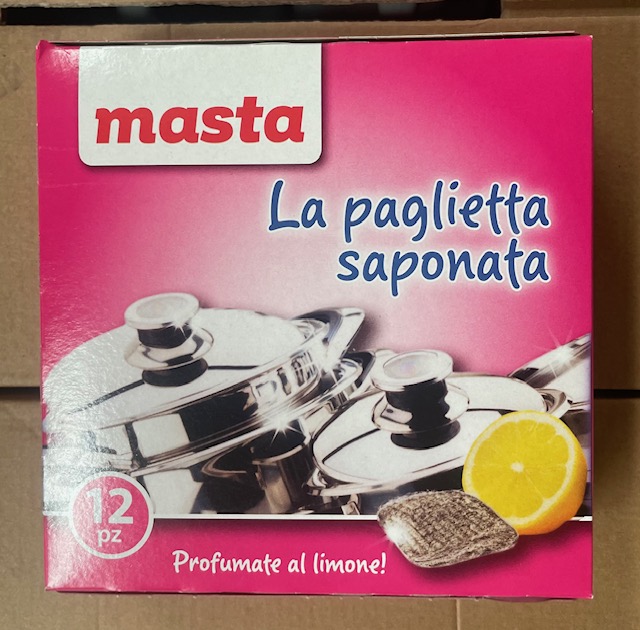 masta
La paglietta
saponata
12
pz
Profumate al limone!